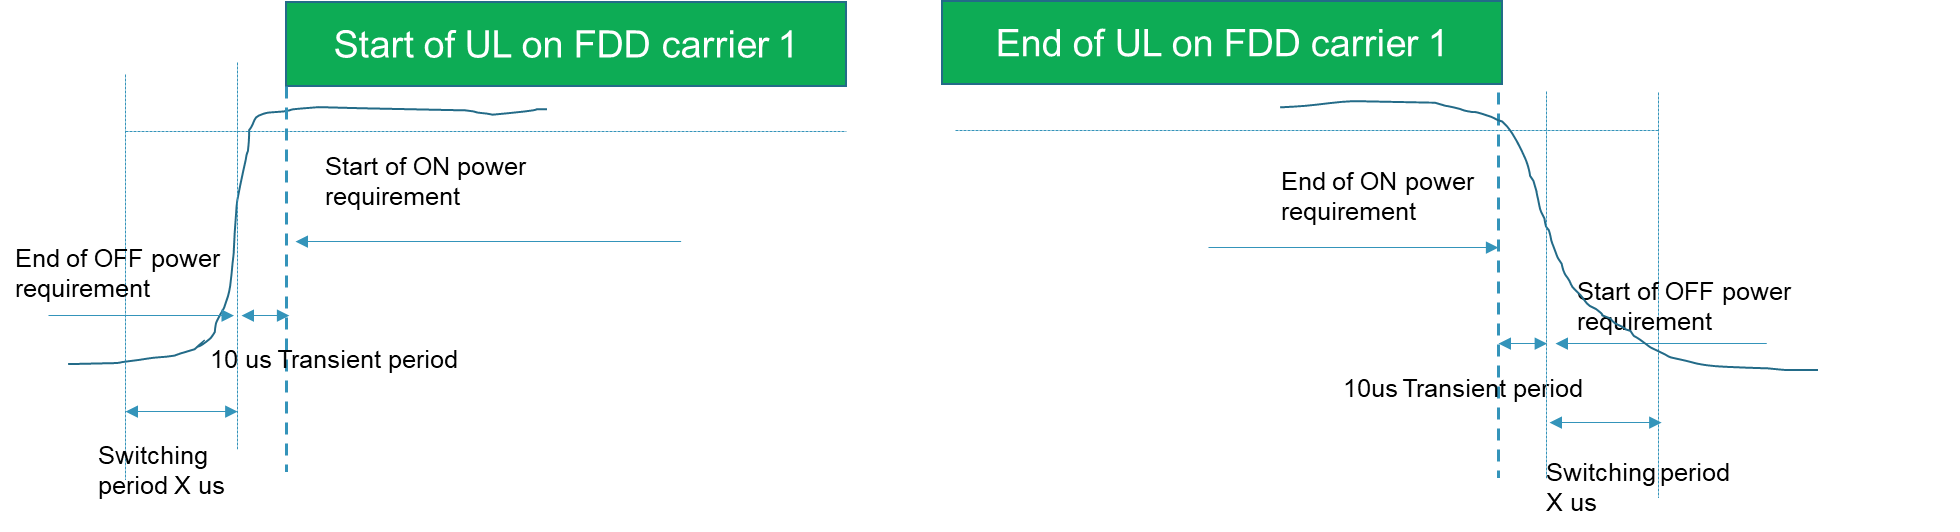 Start of UL on FDD carrier 1
Start of ON power
requirement
End of OFF power
requirement
10 us Transient period
Switching
period X us
End of UL on FDD carrier 1
End of ON power
requirement
Start of OFF power
requirement
10us Transient period
Switching period
X us